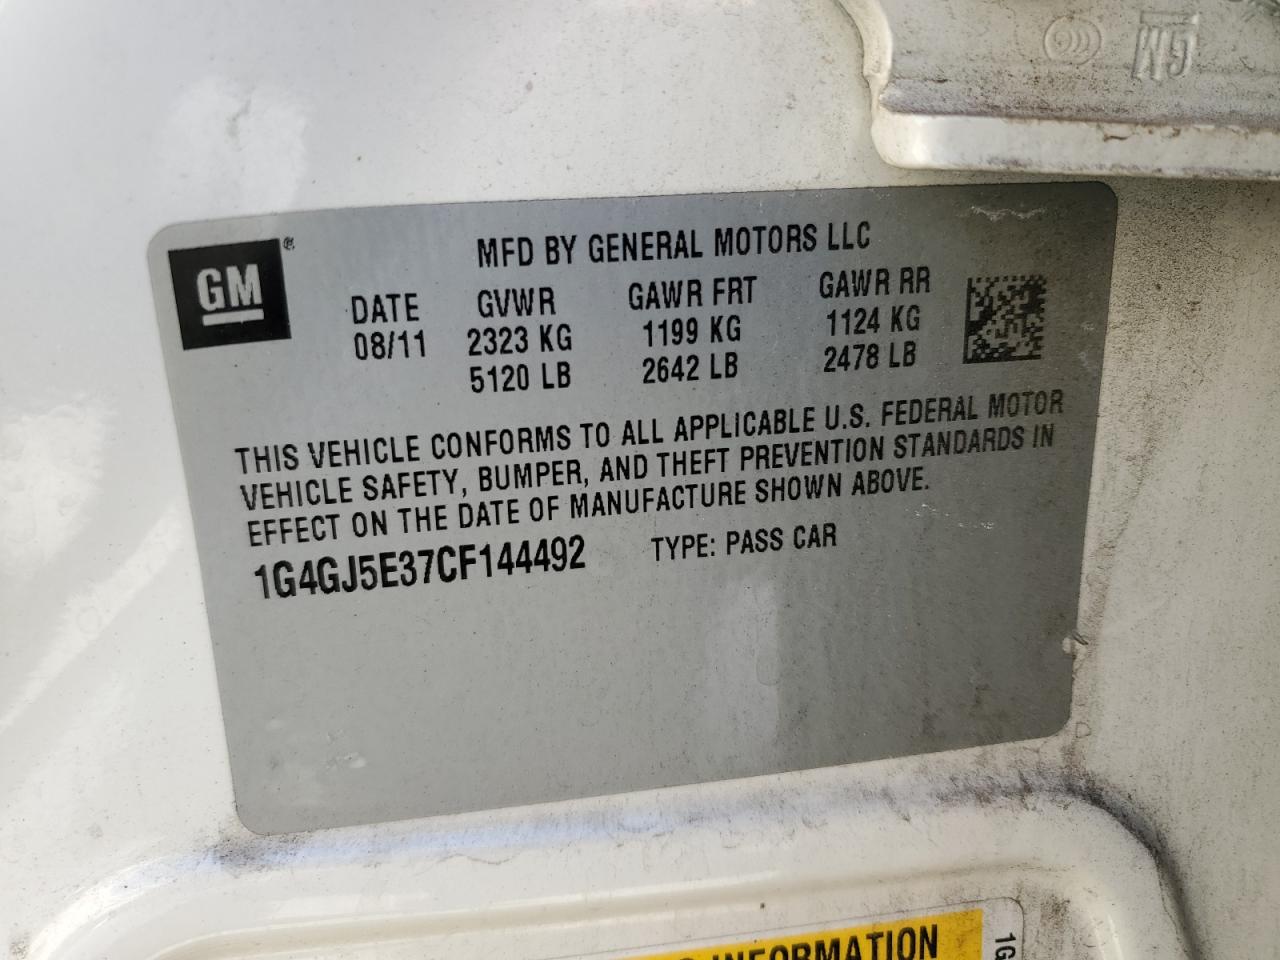 GM
GM
®
MFD BY GENERAL MOTORS LLC
DATE GVWR GAWR FRT GAWR RR
08/11 2323 KG 1199 KG 1124 KG
5120 LB 2642 LB 2478 LB
THIS VEHICLE CONFORMS TO ALL APPLICABLE U.S. FEDERAL MOTOR
VEHICLE SAFETY, BUMPER, AND THEFT PREVENTION STANDARDS IN
EFFECT ON THE DATE OF MANUFACTURE SHOWN ABOVE.
1G4GJ5E37CF144492 TYPE: PASS CAR
INFORMATION
1G